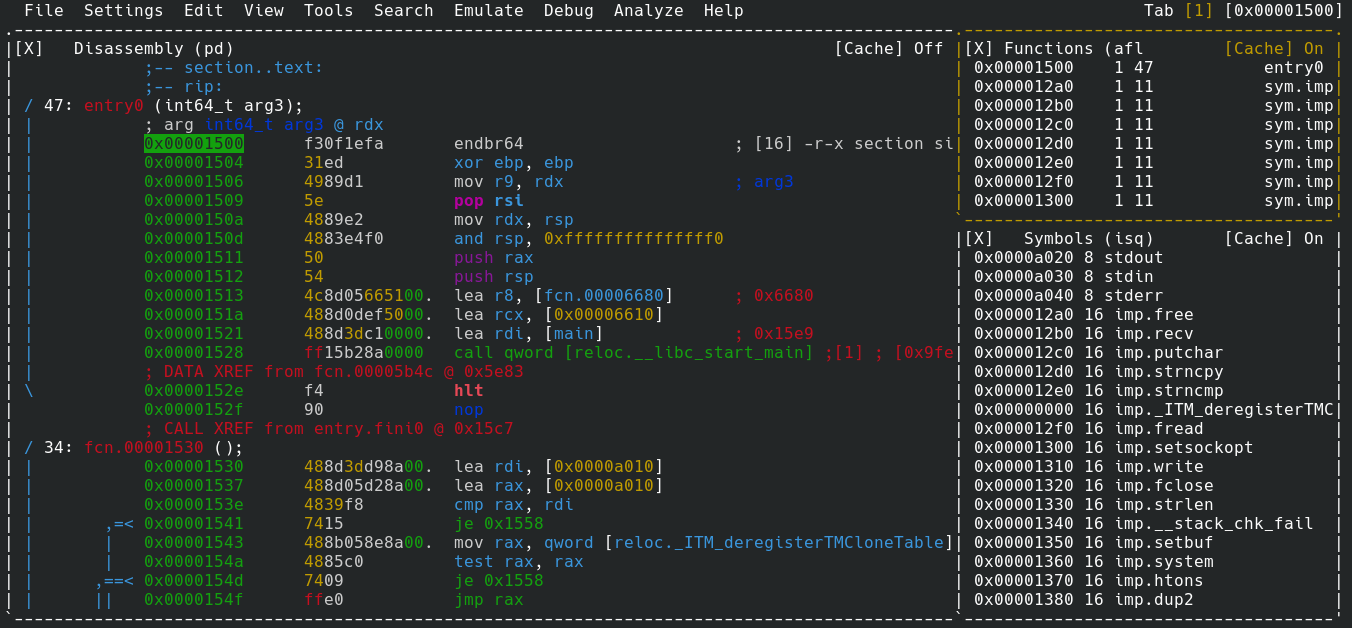 File  Settings  Edit  View  Tools  Search  Emulate  Debug  Analyze  Help  Tab [1] [0x00001500]
[X]   Disassembly (pd)   [Cache] Off
;-- section..text:
;-- rip:
/ 47: entry0 (int64_t arg3);
; arg int64_t arg3 @ rdx
0x00001500      f30f1efa       endbr64                     ; [16] -r-x section si
0x00001504      31ed           xor ebp, ebp
0x00001506      4989d1         mov r9, rdx                 ; arg3
0x00001509      5e             pop rsi
0x0000150a      4889e2         mov rdx, rsp
0x0000150d      4883e4f0       and rsp, 0xfffffffffffffff0
0x00001511      50             push rax
0x00001512      54             push rsp
0x00001513      4c8d05665100.  lea r8, [fcn.00006680]      ; 0x6680
0x0000151a      488d0def5000.  lea rcx, [0x00006610]
0x00001521      488d3dc10000.  lea rdi, [main]             ; 0x15e9
0x00001528      ff15b28a0000   call qword [reloc.__libc_start_main] ;[1] ; [0x9fe
; DATA XREF from fcn.00005b4c @ 0x5e83
\ 0x0000152e      f4             hlt
0x0000152f      90             nop
; CALL XREF from entry.fini0 @ 0x15c7
/ 34: fcn.00001530 ();
0x00001530      488d3dd98a00.  lea rdi, [0x0000a010]
0x00001537      488d05d28a00.  lea rax, [0x0000a010]
0x0000153e      4839f8         cmp rax, rdi
,=< 0x00001541      7415           je 0x1558
| 0x00001543      488b058e8a00.  mov rax, qword [reloc._ITM_deregisterTMCloneTable]
| 0x0000154a      4885c0         test rax, rax
,==< 0x0000154d      7409           je 0x1558
|| 0x0000154f      ffe0           jmp rax
[X] Functions (afl   [Cache] On
0x00001500    1 47           entry0
0x000012a0    1 11           sym.imp
0x000012b0    1 11           sym.imp
0x000012c0    1 11           sym.imp
0x000012d0    1 11           sym.imp
0x000012e0    1 11           sym.imp
0x000012f0    1 11           sym.imp
0x00001300    1 11           sym.imp
[X]   Symbols (isq)   [Cache] On
0x0000a020 8 stdout
0x0000a030 8 stdin
0x0000a040 8 stderr
0x000012a0 16 imp.free
0x000012b0 16 imp.recv
0x000012c0 16 imp.putchar
0x000012d0 16 imp.strncpy
0x000012e0 16 imp.strncmp
0x00000000 16 imp._ITM_deregisterTMC
0x000012f0 16 imp.fread
0x00001300 16 imp.setsockopt
0x00001310 16 imp.write
0x00001320 16 imp.fclose
0x00001330 16 imp.strlen
0x00001340 16 imp.__stack_chk_fail
0x00001350 16 imp.setbuf
0x00001360 16 imp.system
0x00001370 16 imp.htons
0x00001380 16 imp.dup2